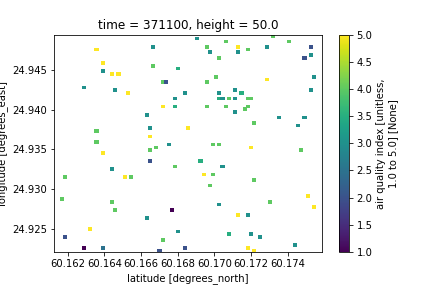 time = 371100, height = 50.0
24.945
24.940
24.935
24.930
24.925
longitude [degrees_east]
60.162 60.164 60.166 60.168 60.170 60.172 60.174
latitude [degrees_north]
5.0
4.5
4.0
3.5
3.0
2.5
2.0
1.5
1.0
air quality index [unitless,
1.0 to 5.0] [None]